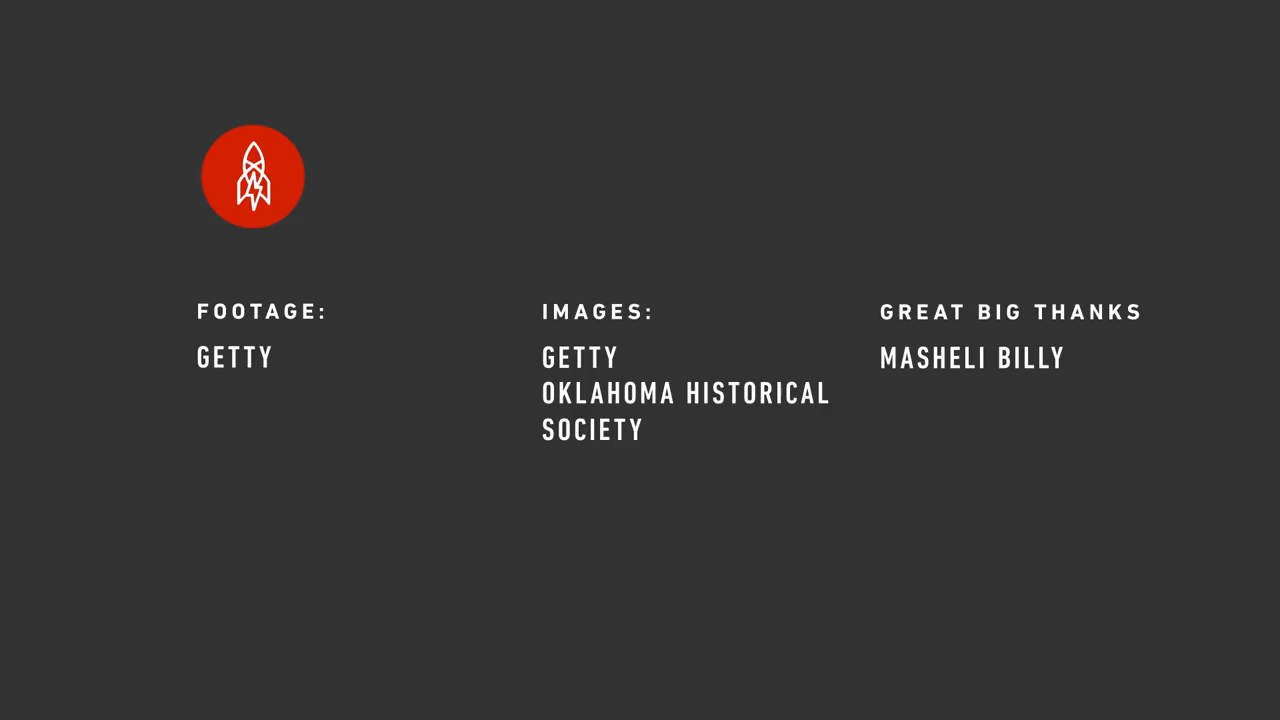 FOOTAGE:
GETTY
IMAGES:
GETTY
OKLAHOMA HISTORICAL
SOCIETY
GREAT BIG THANKS
MASHELI BILLY